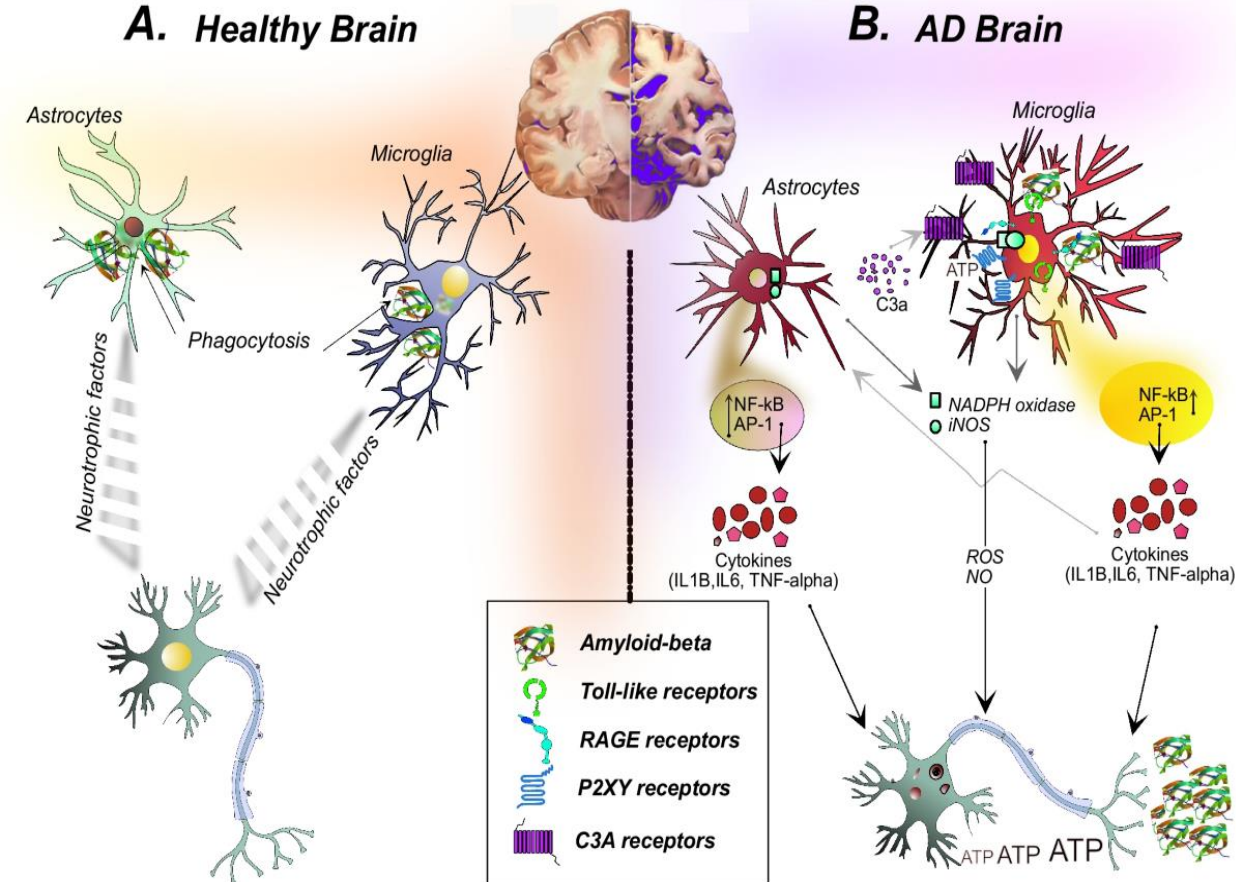 A. Healthy Brain
Astrocytes
Microglia
Phagocytosis
Neurotrophic factors
Neurotrophic factors
B. AD Brain
Microglia
Astrocytes
ATP
C3a
NF-kB
AP-1
NADPH oxidase
iNOS
NF-kB
AP-1
Cytokines
(IL1B,IL6, TNF-alpha)
ROS
NO
Cytokines
(IL1B,IL6, TNF-alpha)
Amyloid-beta
Toll-like receptors
RAGE receptors
P2XY receptors
C3A receptors
ATP ATP ATP